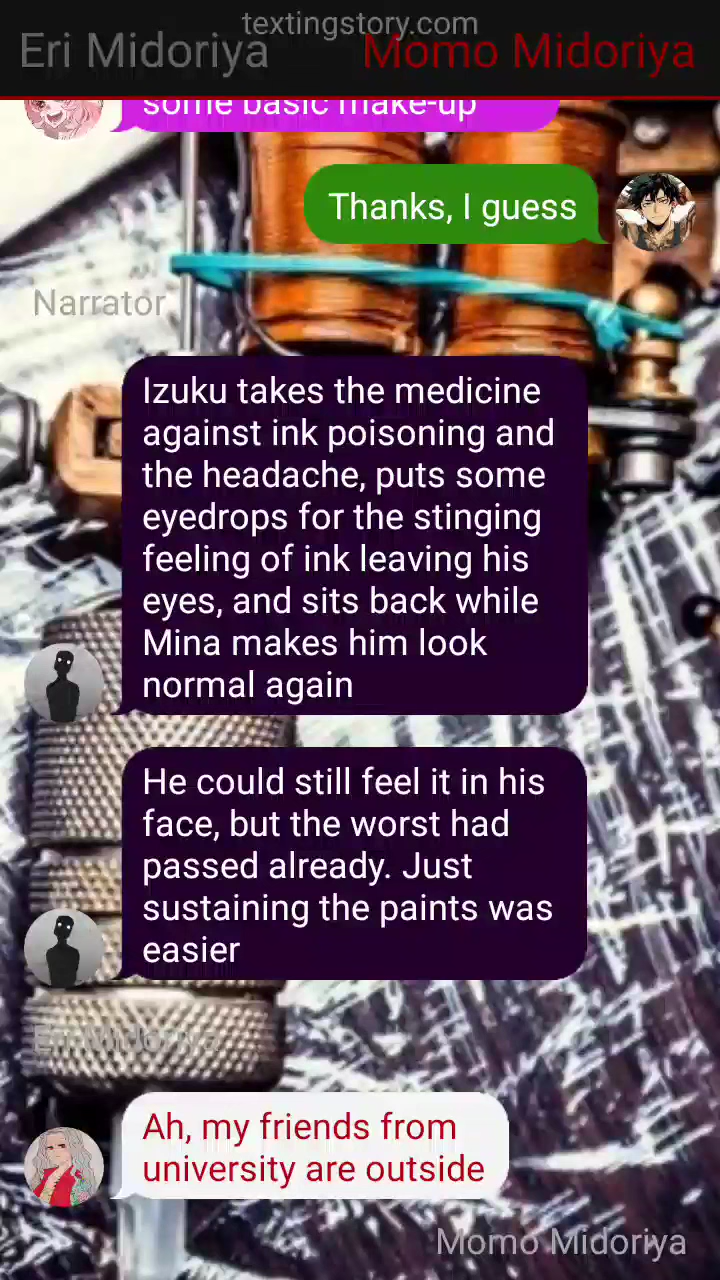 textingstory.com
Eri Midoriya
Momo Midoriya
some basic make-up
Thanks, I guess
Narrator
Izuku takes the medicine
against ink poisoning and
the headache, puts some
eyedrops for the stinging
feeling of ink leaving his
eyes, and sits back while
Mina makes him look
normal again
He could still feel it in his
face, but the worst had
passed already. Just
sustaining the paints was
easier
Eri Midoriya
Ah, my friends from
university are outside
Momo Midoriya